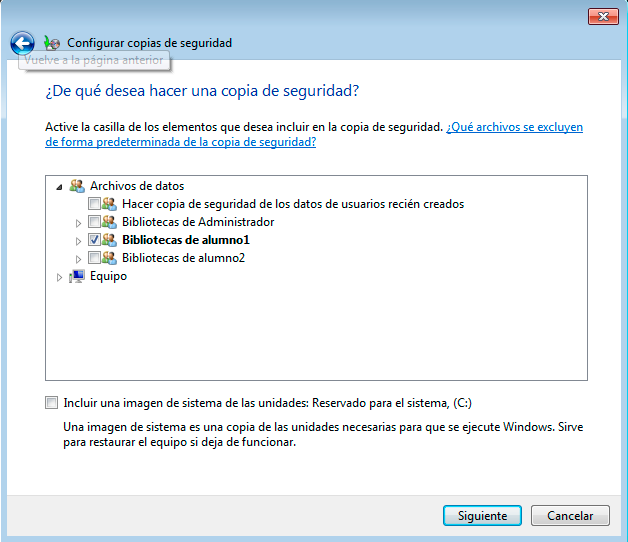 Configurar copias de seguridad
Vuelve a la página anterior
¿De qué desea hacer una copia de seguridad?
Active la casilla de los elementos que desea incluir en la copia de seguridad. ¿Qué archivos se excluyen
de forma predeterminada de la copia de seguridad?
Archivos de datos
Hacer copia de seguridad de los datos de usuarios recién creados
Bibliotecas de Administrador
Bibliotecas de alumno1
Bibliotecas de alumno2
Equipo
Incluir una imagen de sistema de las unidades: Reservado para el sistema, (C:)
Una imagen de sistema es una copia de las unidades necesarias para que se ejecute Windows. Sirve
para restaurar el equipo si deja de funcionar.
Siguiente
Cancelar